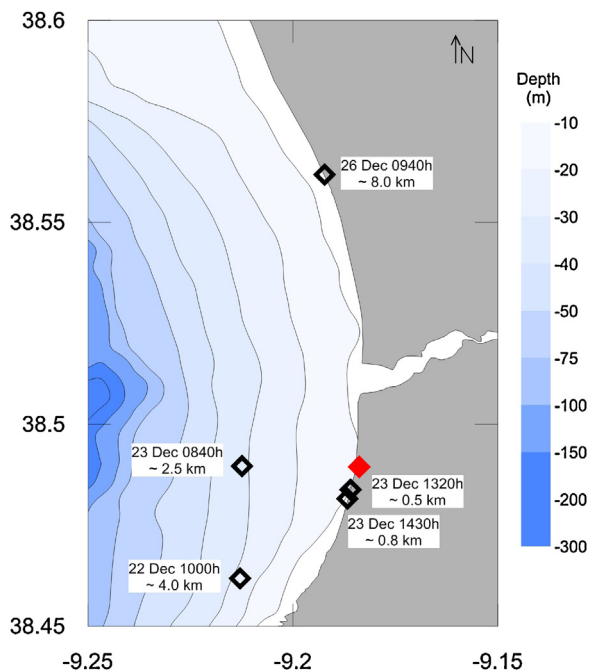 38.6
N
Depth
(m)
-10
26 Dec 0940h
~ 8.0 km
-20
38.55
-30
-40
-50
-75
-100
38.5
23 Dec 0840h
~ 2.5 km
-150
23 Dec 1320h
~ 0.5 km
-200
23 Dec 1430h
~ 0.8 km
-300
22 Dec 1000h
~ 4.0 km
38.45
-9.25
-9.2
-9.15